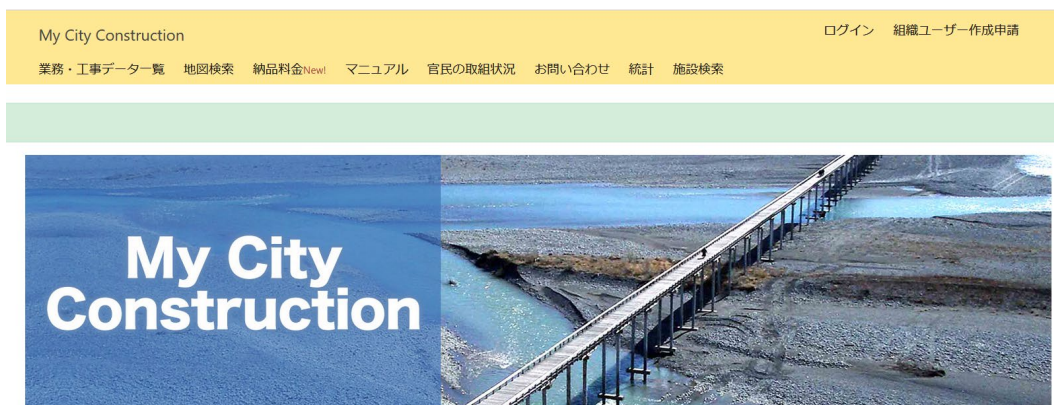 My City Construction
ログイン 組織ユーザー作成申請
業務・工事データ一覧 地図検索 納品料金New! マニュアル 官民の取組状況 お問い合わせ 統計 施設検索
My City
Construction